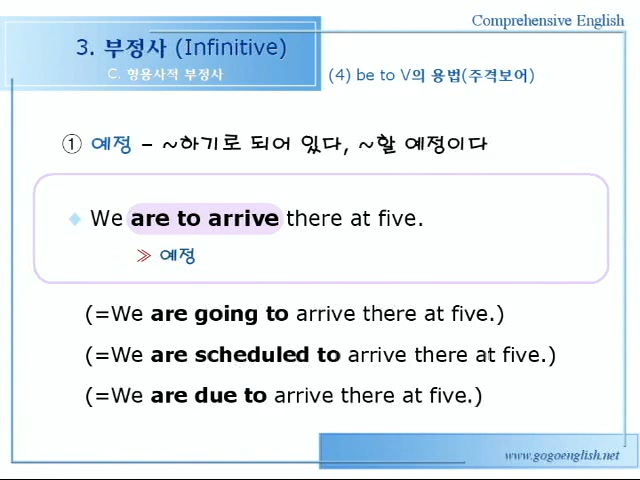 Comprehensive English
3. 부정사 (Infinitive)
C. 형용사적 부정사
(4) be to V의 용법(주격보어)
① 예정 – ~하기로 되어 있다, ~할 예정이다
We are to arrive there at five.
≫ 예정
(=We are going to arrive there at five.)
(=We are scheduled to arrive there at five.)
(=We are due to arrive there at five.)
www.gogoenglish.net